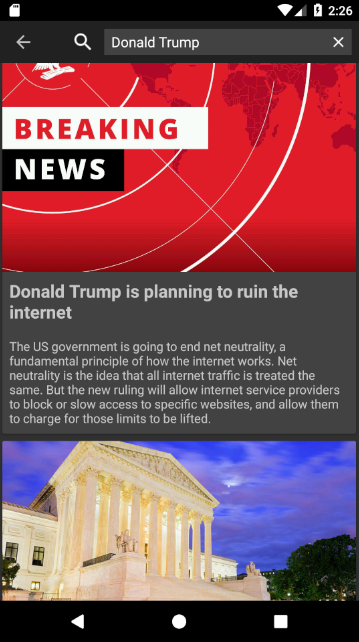 2:26
Donald Trump
BREAKING
NEWS
Donald Trump is planning to ruin the
internet
The US government is going to end net neutrality, a
fundamental principle of how the internet works. Net
neutrality is the idea that all internet traffic is treated the
same. But the new ruling will allow internet service providers
to block or slow access to specific websites, and allow them
to charge for those limits to be lifted.